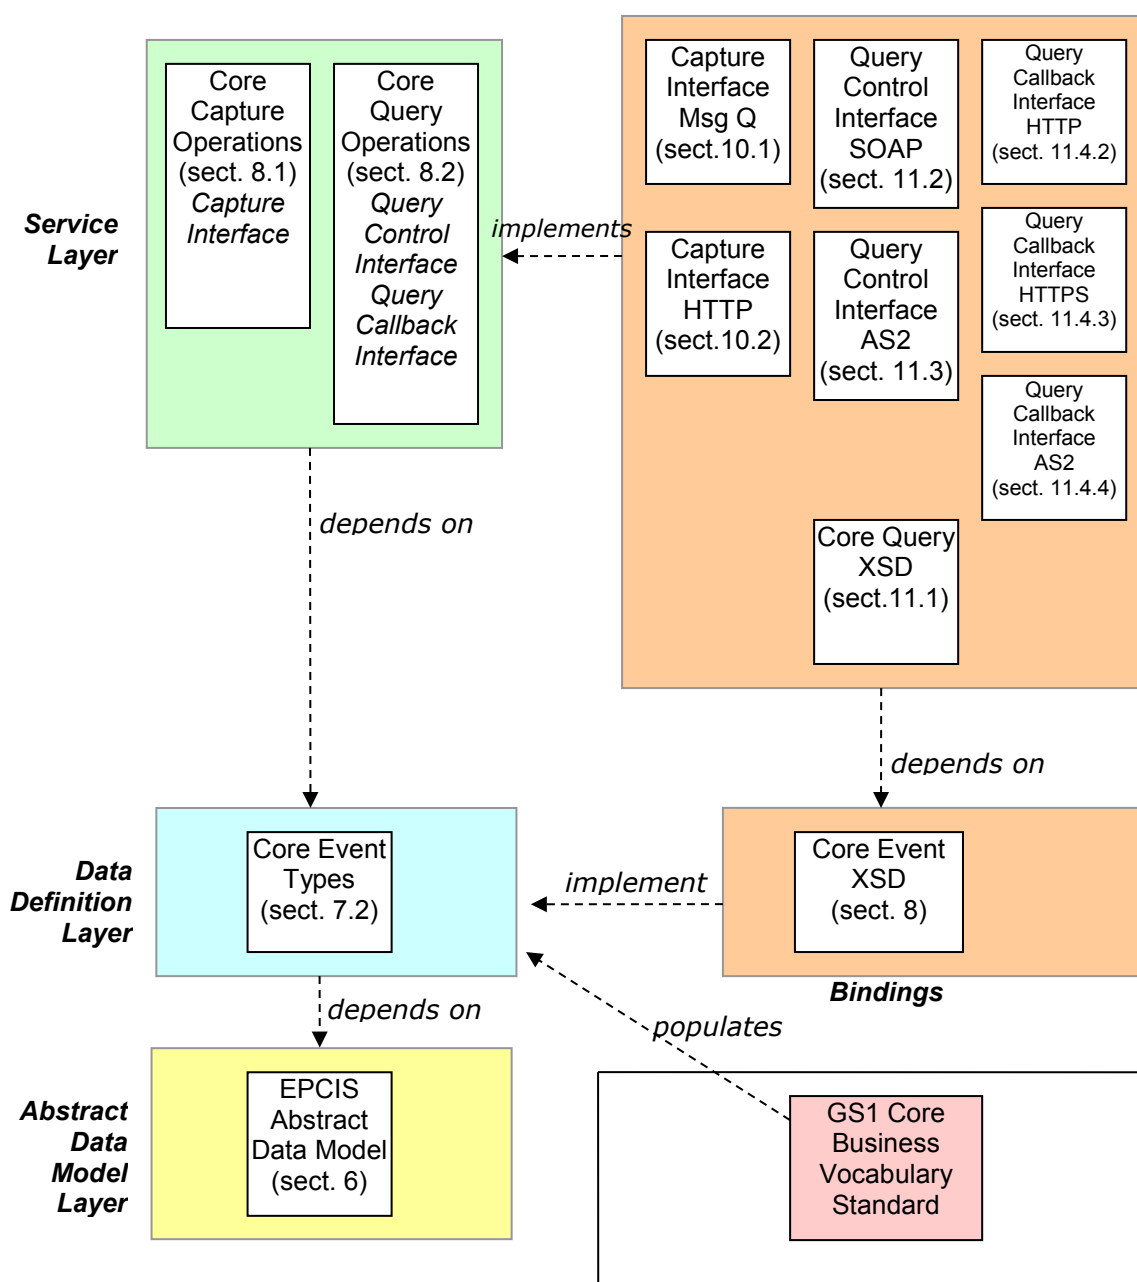 Core
Capture
Operations
(sect. 8.1)
Capture
Interface
Core
Query
Operations
(sect. 8.2)
Query
Control
Interface
Query
Callback
Interface
Service
Layer
implements
Capture
Interface
Msg Q
(sect.10.1)
Query
Control
Interface
SOAP
(sect. 11.2)
Query
Callback
Interface
HTTP
(sect. 11.4.2)
Capture
Interface
HTTP
(sect.10.2)
Query
Control
Interface
AS2
(sect. 11.3)
Query
Callback
Interface
HTTPS
(sect. 11.4.3)
Query
Callback
Interface
AS2
(sect. 11.4.4)
Core Query
XSD
(sect.11.1)
depends on
depends on
Data
Definition
Layer
Core Event
Types
(sect. 7.2)
implement
Core Event
XSD
(sect. 8)
Bindings
depends on
populates
Abstract
Data
Model
Layer
EPCIS
Abstract
Data Model
(sect. 6)
GS1 Core
Business
Vocabulary
Standard